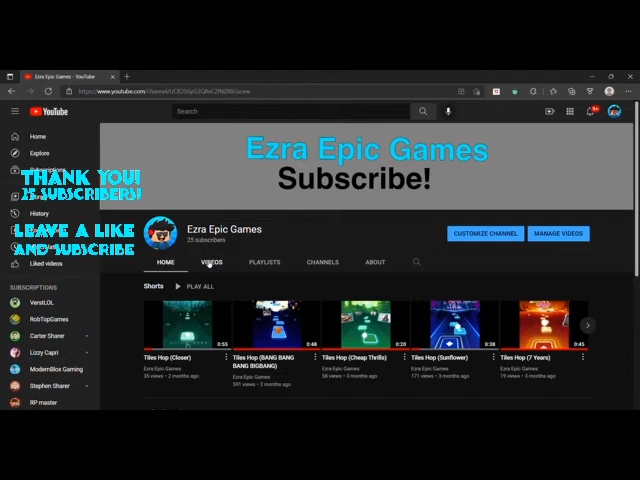 Ezra Epic Games - YouTube
YouTube
Search
9+
Ezra Epic Games
Subscribe!
Home
Explore
Subscriptions
THANK YOU!
25 SUBSCRIBERS!
History
LEAVE A LIKE
AND SUBSCRIBE
Liked videos
Ezra Epic Games
25 subscribers
CUSTOMIZE CHANNEL
MANAGE VIDEOS
HOME
VIDEOS
PLAYLISTS
CHANNELS
ABOUT
SUBSCRIPTIONS
VerstLOL
RobTopGames
Carter Sharer
Lizzy Capri
ModernBlox Gaming
Stephen Sharer
RP master
Shorts
PLAY ALL
0:55
0:48
0:20
0:38
0:45
Tiles Hop (Closer)
Ezra Epic Games
35 views • 2 months ago
Tiles Hop (BANG BANG
BANG BIGBANG)
Ezra Epic Games
591 views • 2 months ago
Tiles Hop (Cheap Thrills)
Ezra Epic Games
58 views • 3 months ago
Tiles Hop (Sunflower)
Ezra Epic Games
171 views • 3 months ago
Tiles Hop (7 Years)
Ezra Epic Games
19 views • 3 months ago